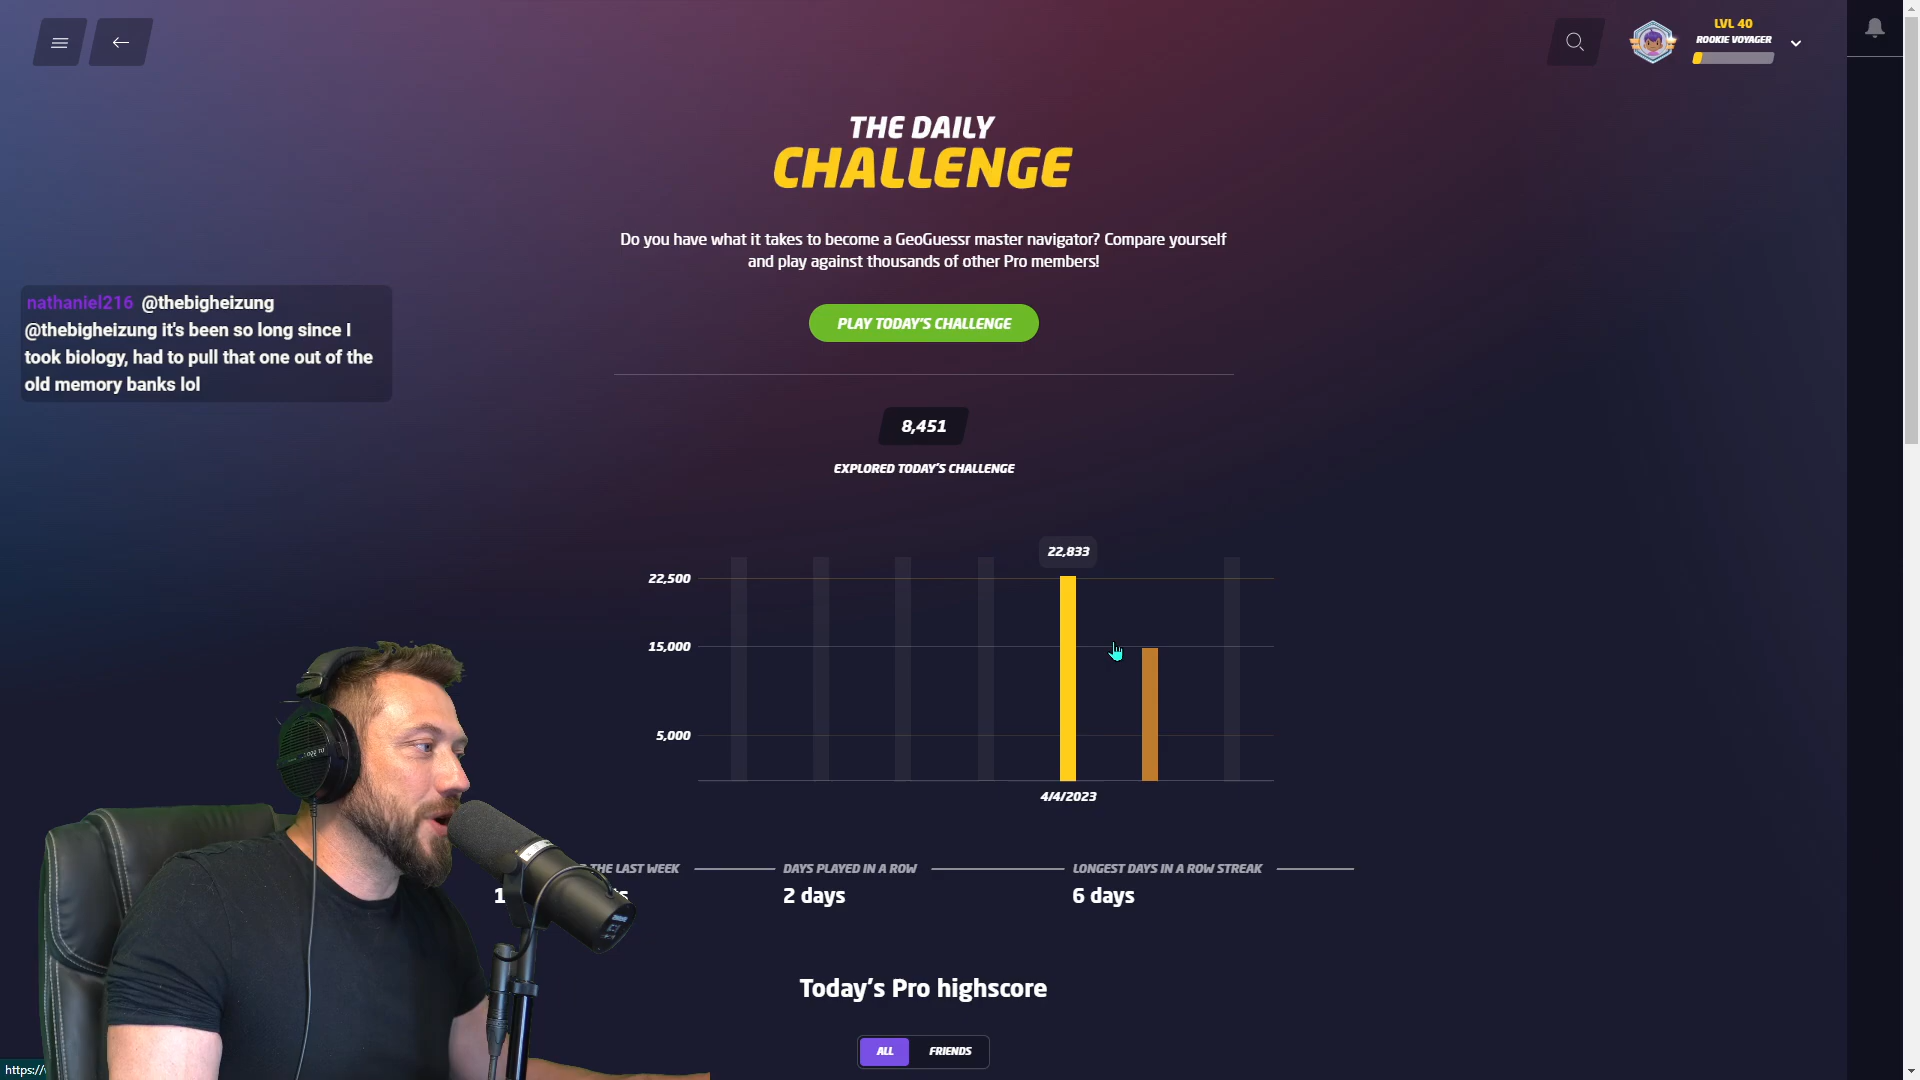 LVL 40
ROOKIE VOYAGER
THE DAILY
CHALLENGE
Do you have what it takes to become a GeoGuessr master navigator? Compare yourself
and play against thousands of other Pro members!
nathaniel216 @thebigheizung
@thebigheizung it's been so long since I
took biology, had to pull that one out of the
old memory banks lol
PLAY TODAY'S CHALLENGE
8,451
EXPLORED TODAY'S CHALLENGE
22,833
22,500
15,000
5,000
4/4/2023
THE LAST WEEK
DAYS PLAYED IN A ROW
LONGEST DAYS IN A ROW STREAK
1
2 days
6 days
Today's Pro highscore
ALL
FRIENDS
https://